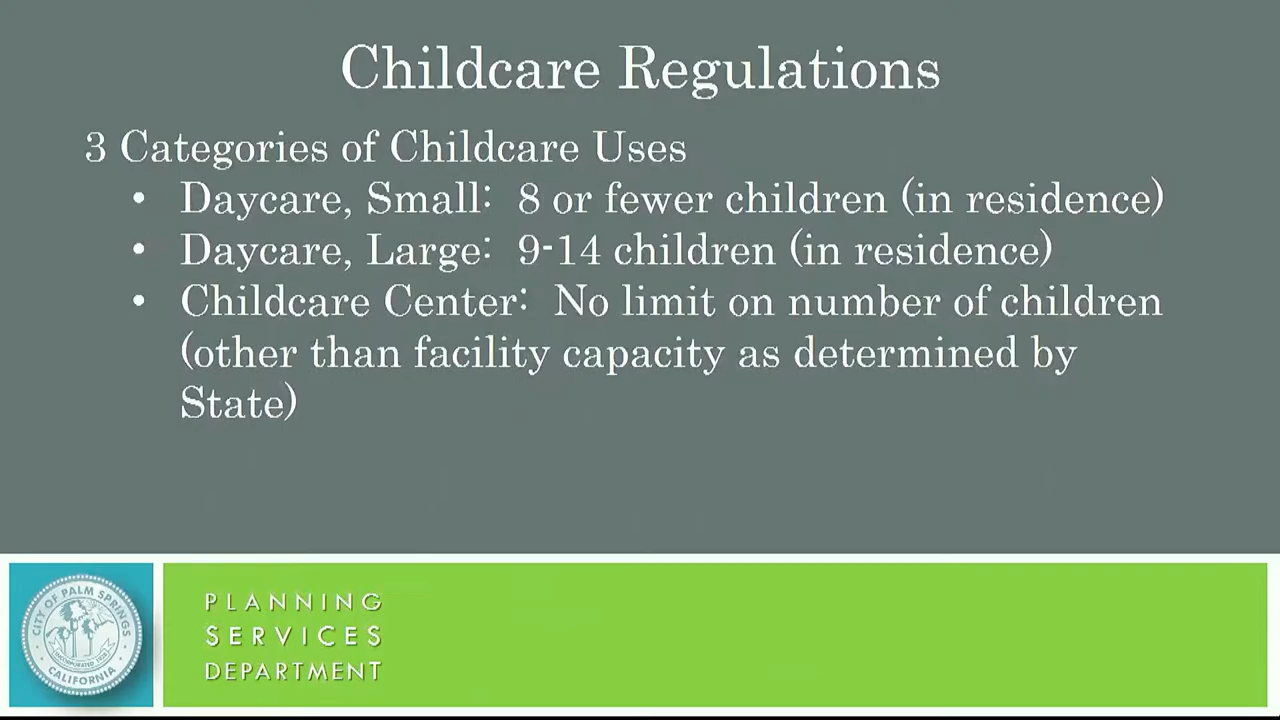 Childcare Regulations
3 Categories of Childcare Uses
• Daycare, Small: 8 or fewer children (in residence)
• Daycare, Large: 9-14 children (in residence)
• Childcare Center: No limit on number of children
(other than facility capacity as determined by
State)
CITY OF PALM SPRINGS
CALIFORNIA
PLANNING
SERVICES
DEPARTMENT